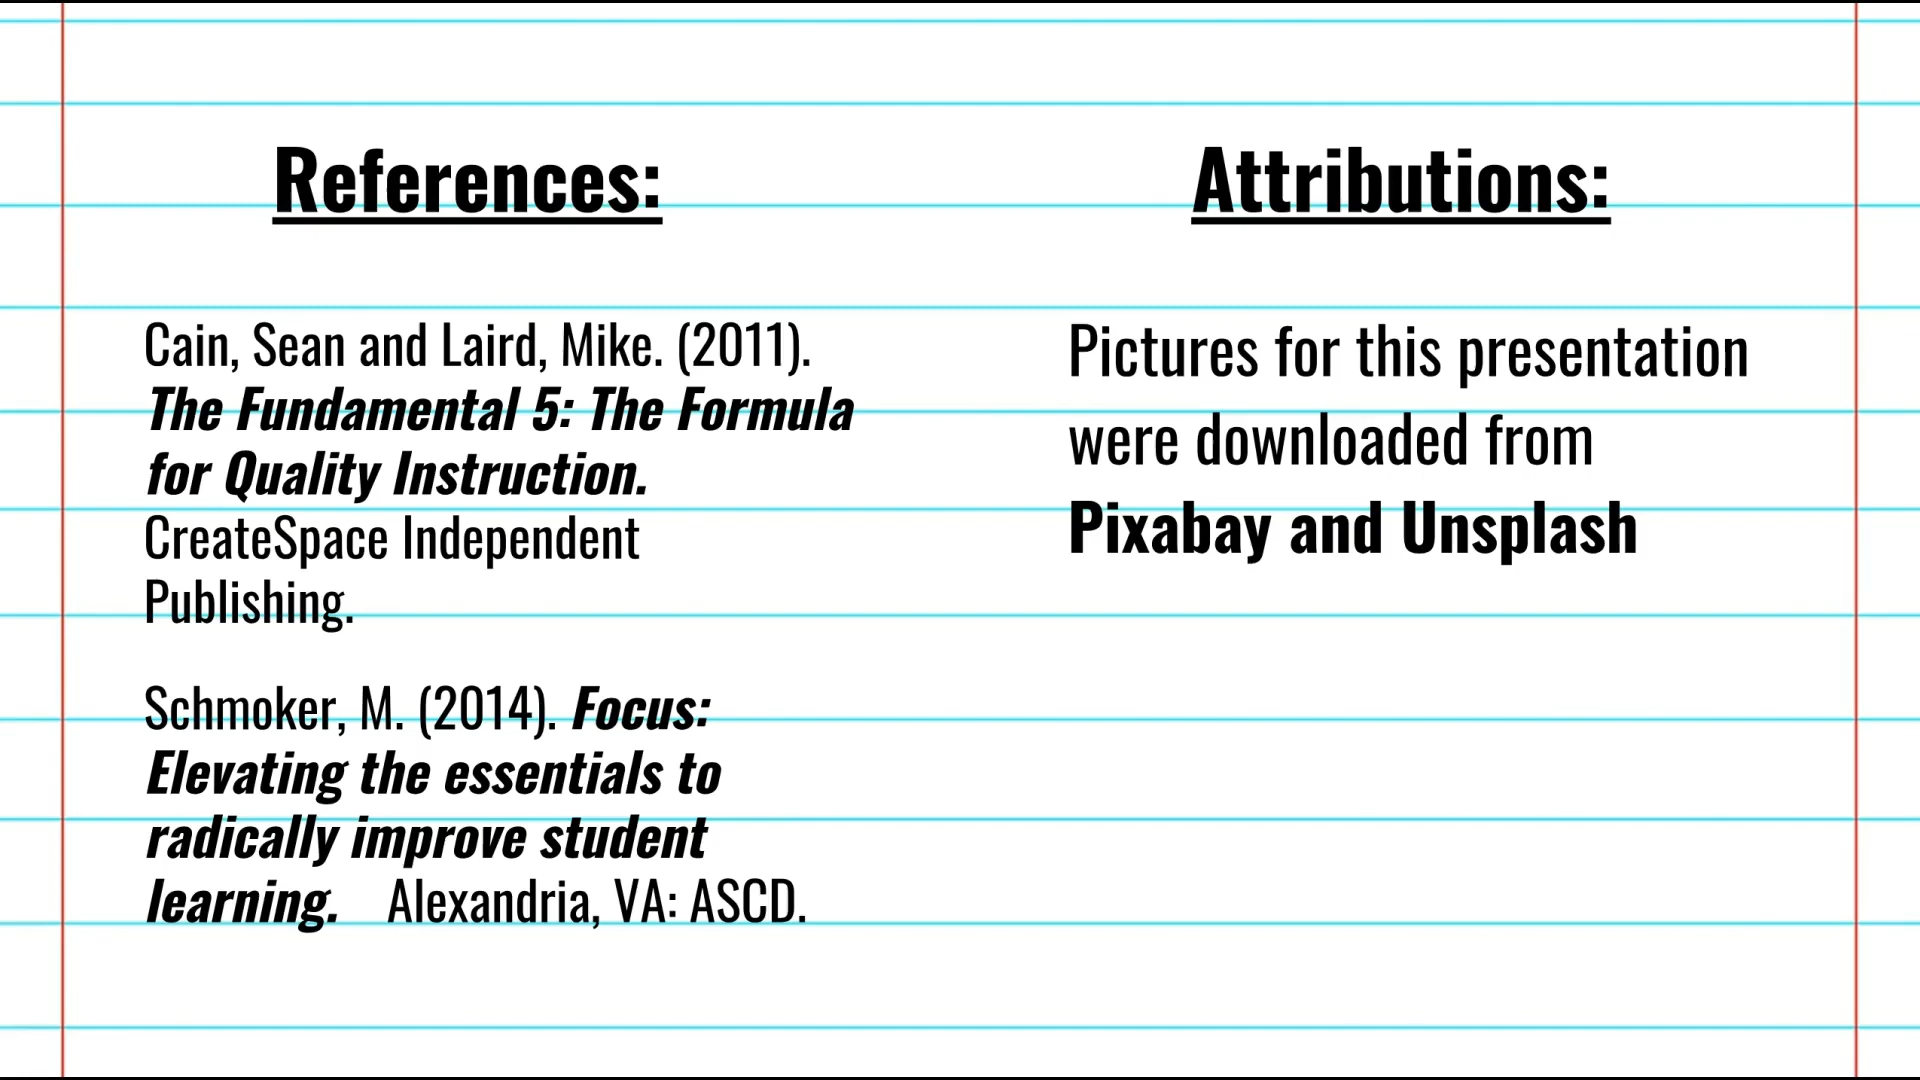 References:
Cain, Sean and Laird, Mike. (2011).
The Fundamental 5: The Formula
for Quality Instruction.
CreateSpace Independent
Publishing.
Schmoker, M. (2014). Focus:
Elevating the essentials to
radically improve student
learning. Alexandria, VA: ASCD.
Attributions:
Pictures for this presentation
were downloaded from
Pixabay and Unsplash